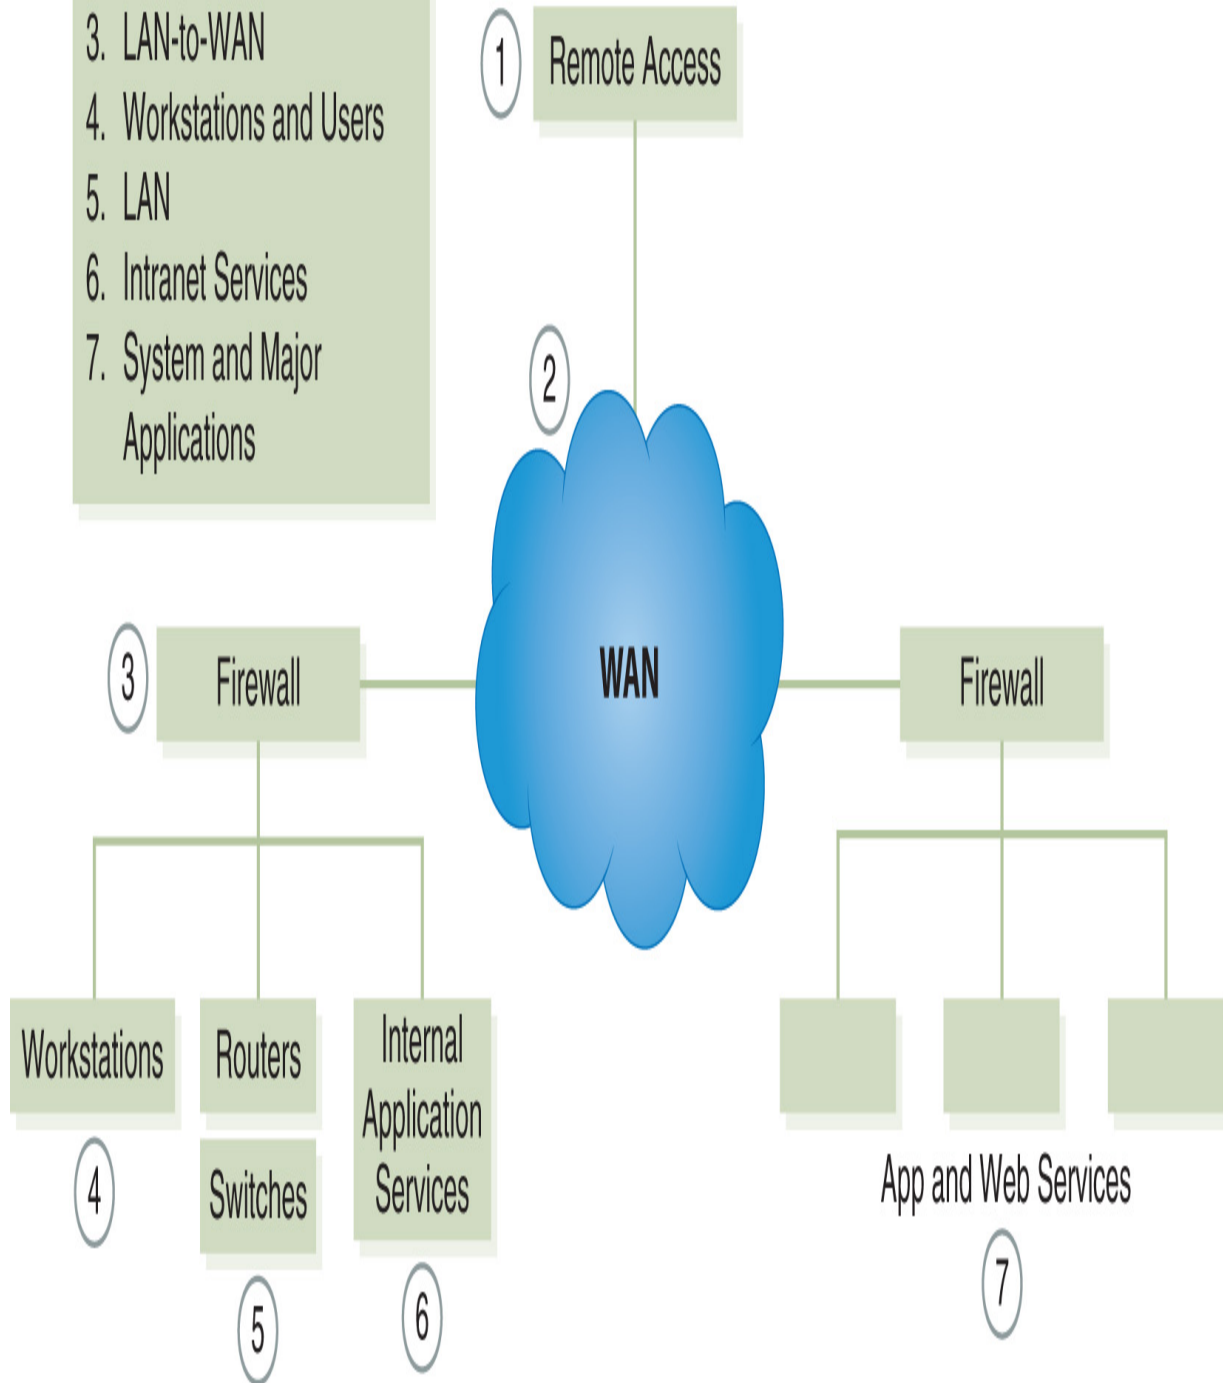 3. LAN-to-WAN
4. Workstations and Users
5. LAN
6. Intranet Services
7. System and Major
Applications
1
Remote Access
2
WAN
3
Firewall
Firewall
Workstations
4
Routers
Switches
5
Internal
Application
Services
6
App and Web Services
7